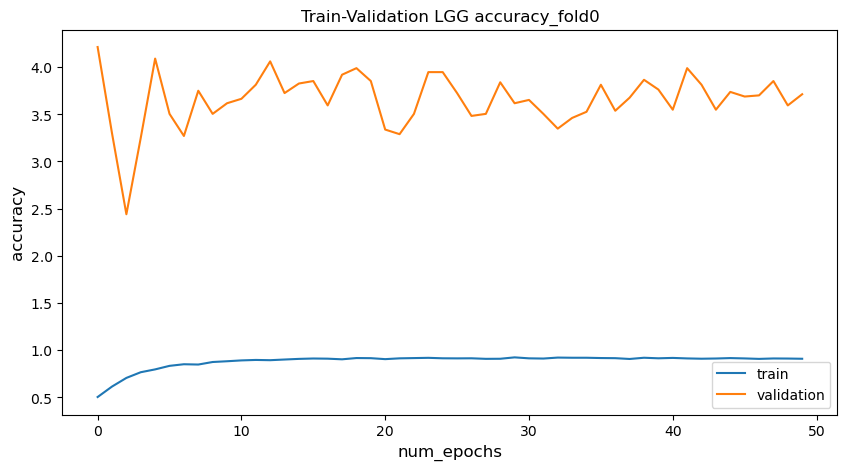 Train-Validation LGG accuracy_fold0
accuracy
4.0
3.5
3.0
2.5
2.0
1.5
1.0
0.5
0 10 20 30 40 50
num_epochs
train
validation